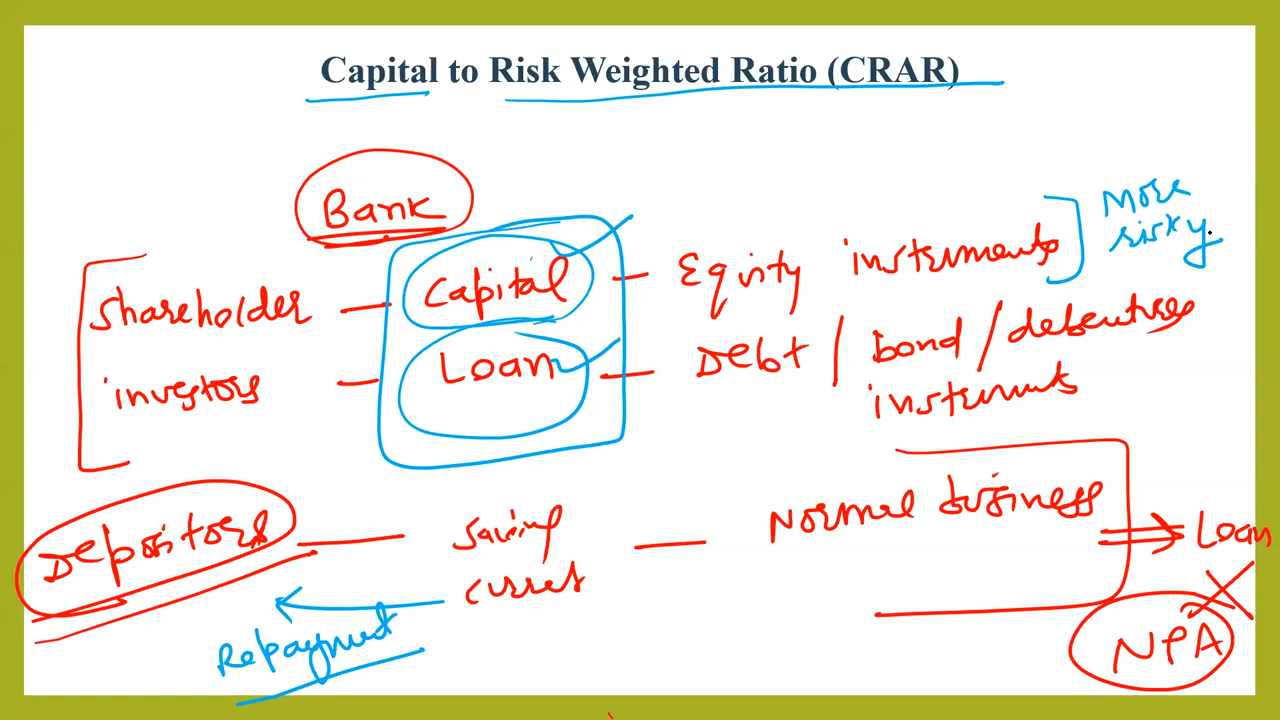 Capital to Risk Weighted Ratio (CRAR)
Bank
More risky
Shareholder — Capital — Equity instruments
investors — Loan — Debt / bond / debentures
instruments
Depositors — Saving — Normal business ⇒ Loan
current
Repayment
NPA